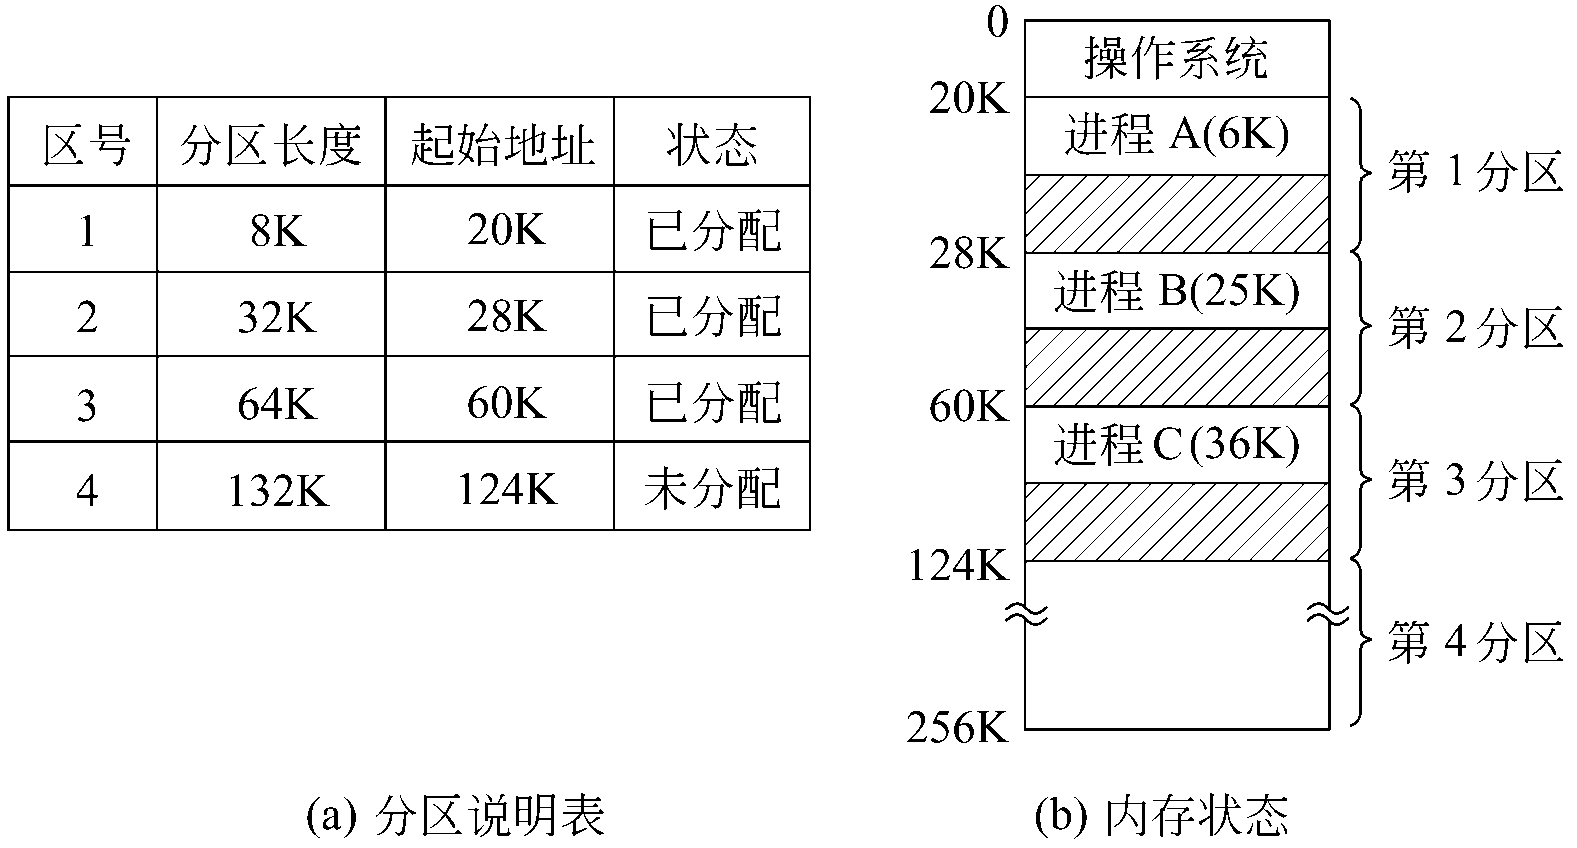 区号 分区长度 起始地址 状态
1 8K 20K 已分配
2 32K 28K 已分配
3 64K 60K 已分配
4 132K 124K 未分配
(a) 分区说明表
0
操作系统
20K
进程 A(6K)
第 1 分区
28K
进程 B(25K)
第 2 分区
60K
进程 C(36K)
第 3 分区
124K
第 4 分区
256K
(b) 内存状态